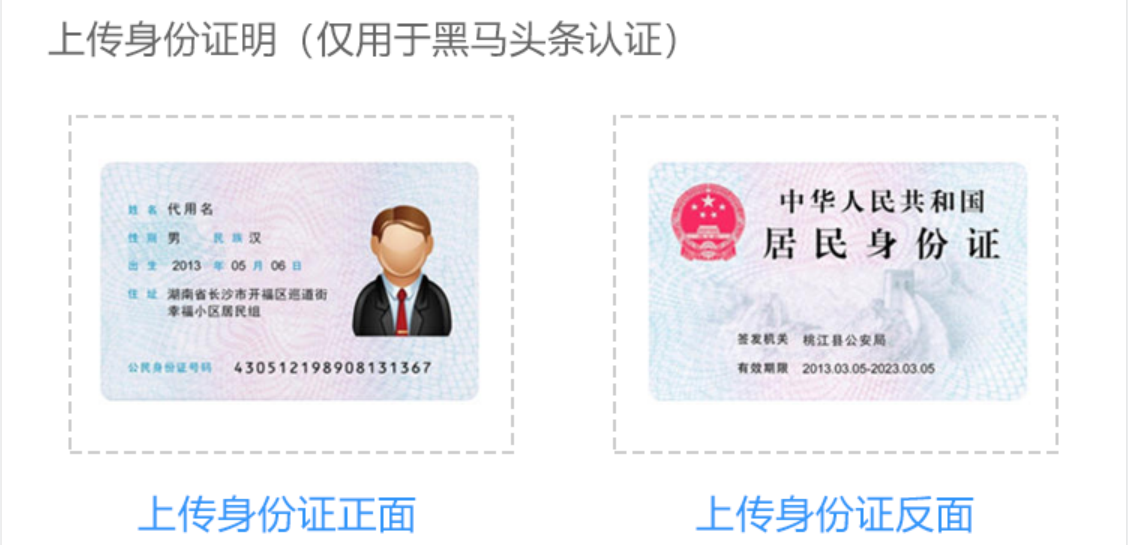 上传身份证明（仅用于黑马头条认证）
姓名 代用名
性别 男 民族 汉
出生 2013 年 05 月 06 日
住址 湖南省长沙市开福区巡道街
幸福小区居民组
公民身份证号码 430512198908131367
中华人民共和国
居民身份证
签发机关 桃江县公安局
有效期限 2013.03.05-2023.03.05
上传身份证正面
上传身份证反面